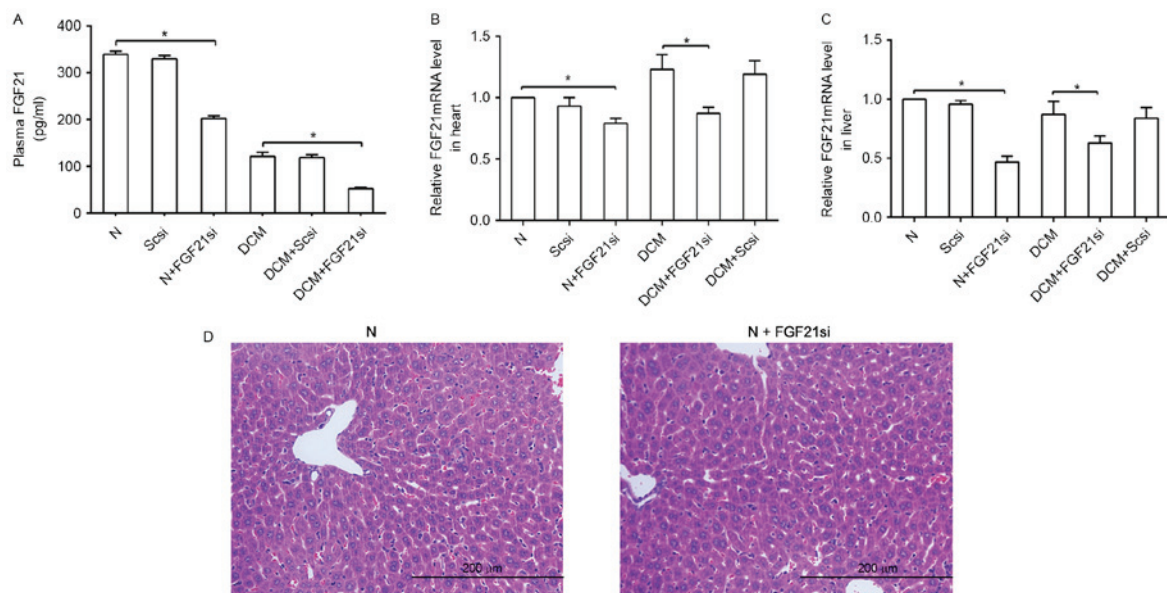 A
Plasma FGF21
(pg/ml)
400
300
200
100
0
*
*
N
Scsi
N+FGF21si
DCM
DCM+Scsi
DCM+FGF21si
B
Relative FGF21mRNA level
in heart
1.5
1.0
0.5
0.0
*
*
N
Scsi
N+FGF21si
DCM
DCM+FGF21si
DCM+Scsi
C
Relative FGF21mRNA level
in liver
1.5
1.0
0.5
0.0
*
*
N
Scsi
N+FGF21si
DCM
DCM+FGF21si
DCM+Scsi
D
N
200 µm
N + FGF21si
200 µm